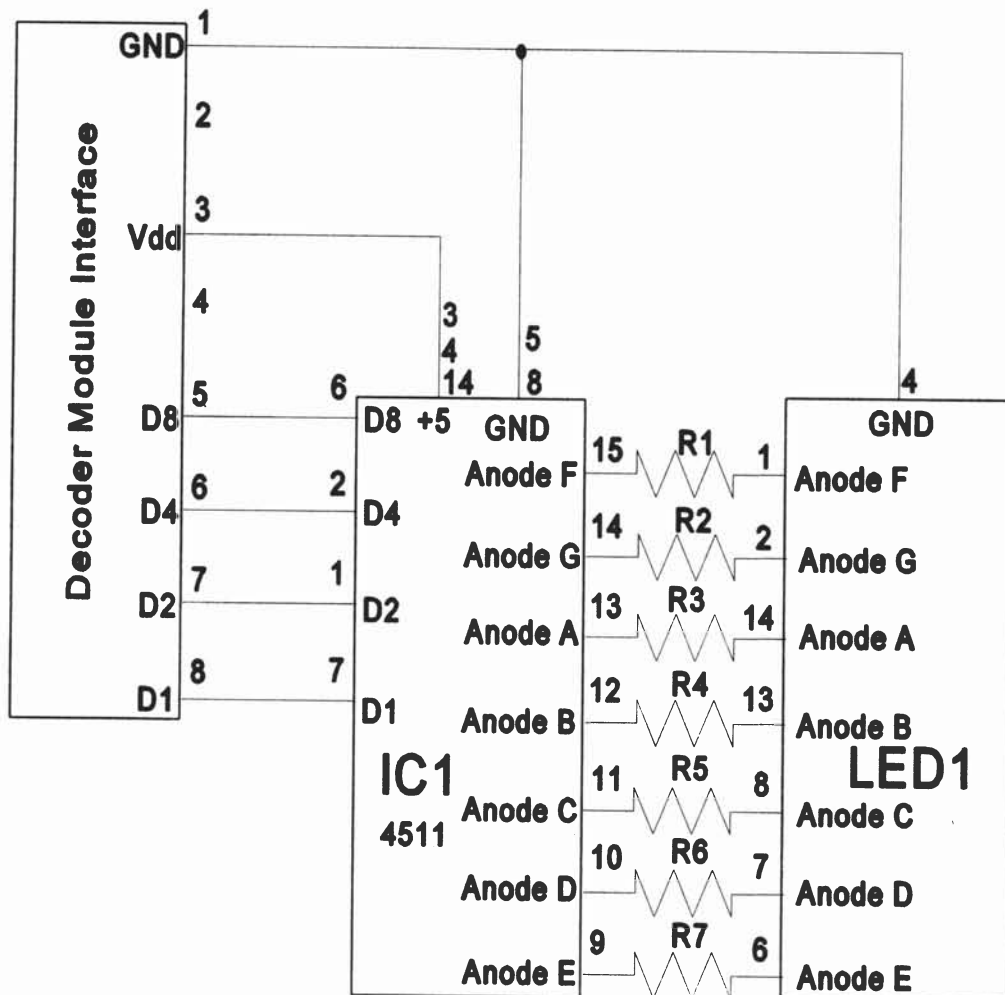 1
GND
2
3
Vdd
4
5
D8
6
D4
7
D2
8
D1
Decoder Module Interface
3
4
14
5
8
6
D8 +5 GND
2
D4
1
D2
7
D1
IC1
4511
Anode F 15 R1 1 Anode F
Anode G 14 R2 2 Anode G
Anode A 13 R3 14 Anode A
Anode B 12 R4 13 Anode B
Anode C 11 R5 8 Anode C
Anode D 10 R6 7 Anode D
Anode E 9 R7 6 Anode E
4
GND
LED1